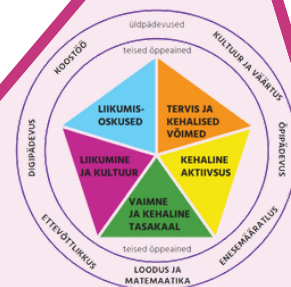 üldpädevused
teised õppeained
KOOSTÖÖ
KULTUUR JA VÄÄRTUS
LIIKUMIS-
OSKUSED
TERVIS JA
KEHALISED
VÕIMED
DIGIPÄDEVUS
ÕPIPÄDEVUS
LIIKUMINE
JA KULTUUR
KEHALINE
AKTIIVSUS
VAIMNE
JA KEHALINE
TASAKAAL
ETTEVÕTLIKKUS
ENESEMÄÄRATLUS
teised õppeained
LOODUS JA
MATEMAATIKA